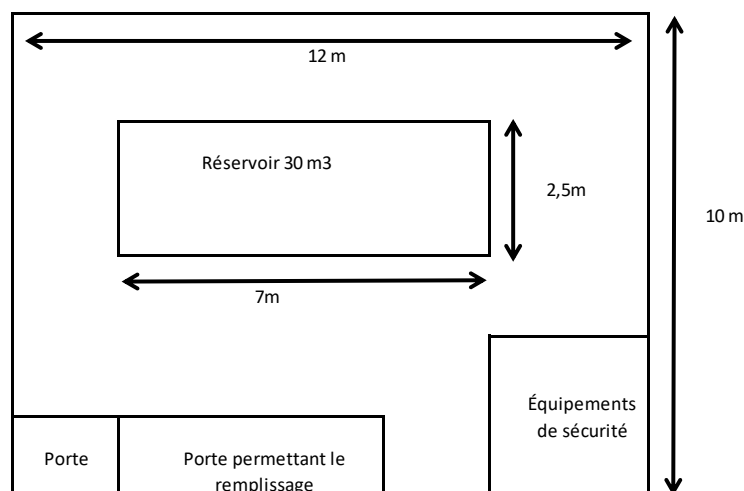 12 m
Réservoir 30 m3
2,5m
10 m
7m
Équipements
de sécurité
Porte
Porte permettant le
remplissage